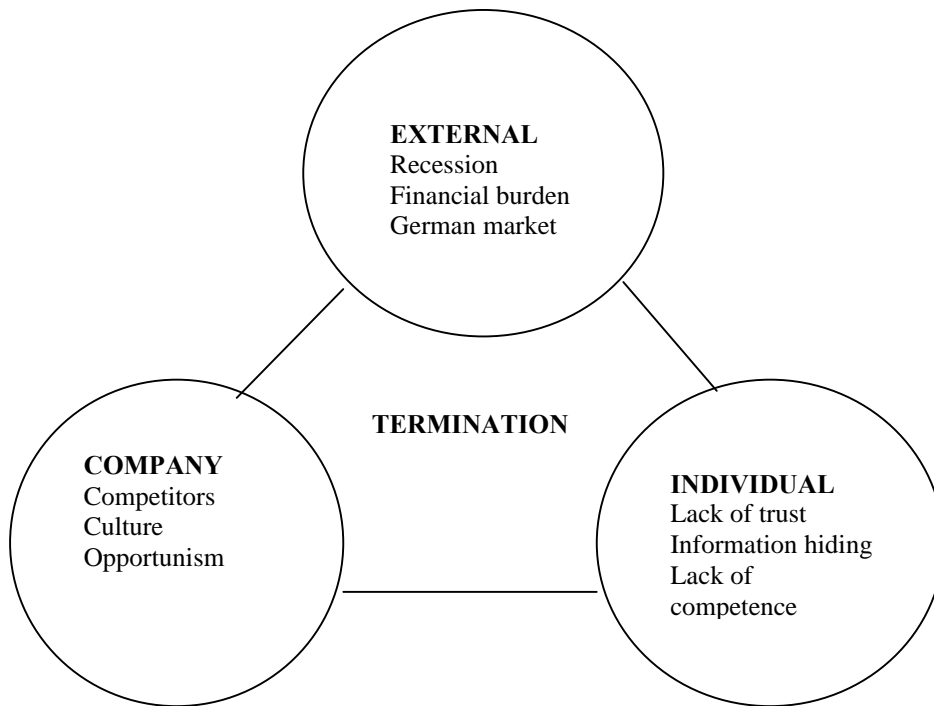 EXTERNAL
Recession
Financial burden
German market
TERMINATION
COMPANY
Competitors
Culture
Opportunism
INDIVIDUAL
Lack of trust
Information hiding
Lack of
competence